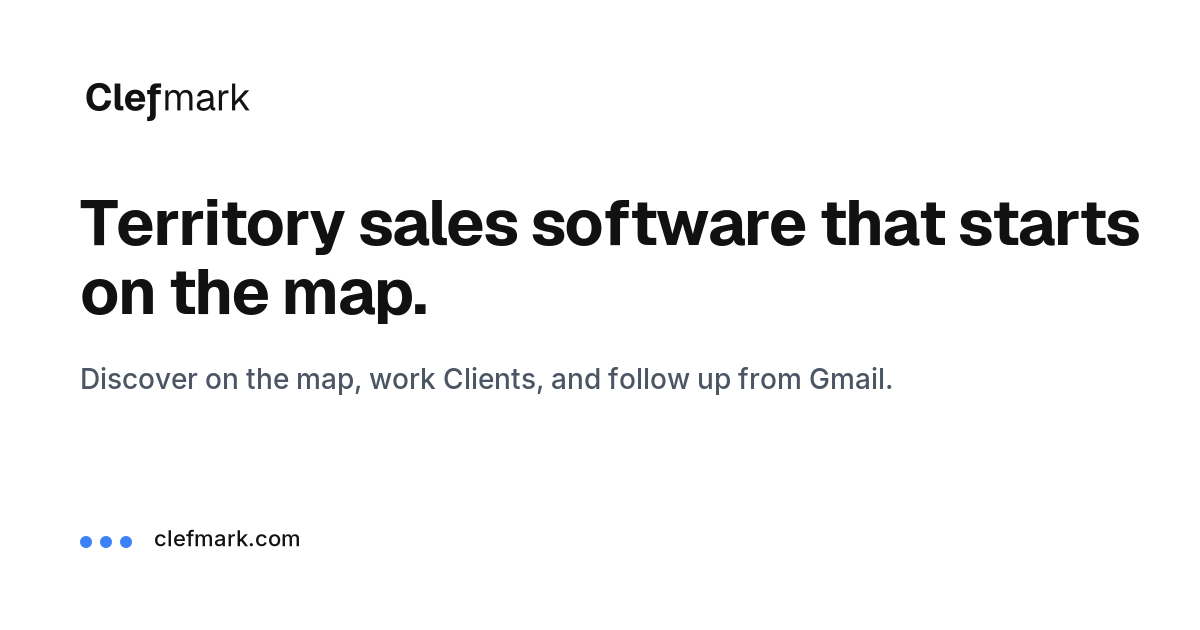 Clefmark
Territory sales software that starts
on the map.
Discover on the map, work Clients, and follow up from Gmail.
clefmark.com